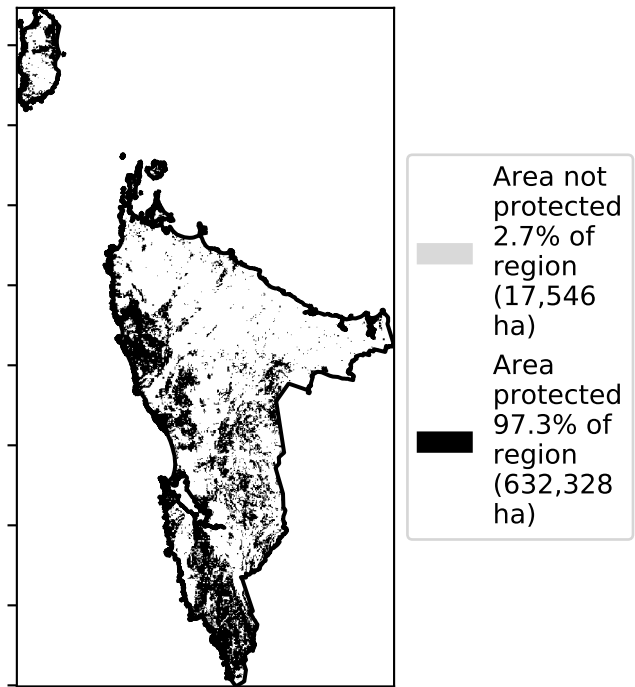 Area not
protected
2.7% of
region
(17,546
ha)
Area
protected
97.3% of
region
(632,328
ha)